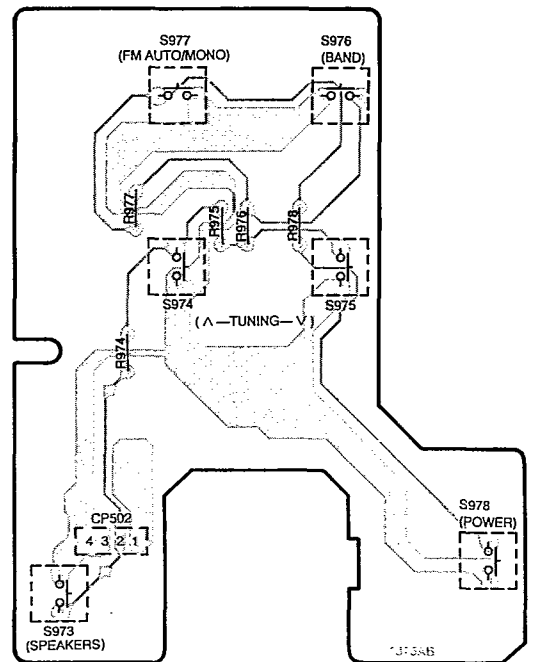 S977
(FM AUTO/MONO)
S976
(BAND)
R977
R975
R976
R978
S974
S975
( ∧ —TUNING— ∨ )
R974
CP502
4 3 2 1
S978
(POWER)
S973
(SPEAKERS)